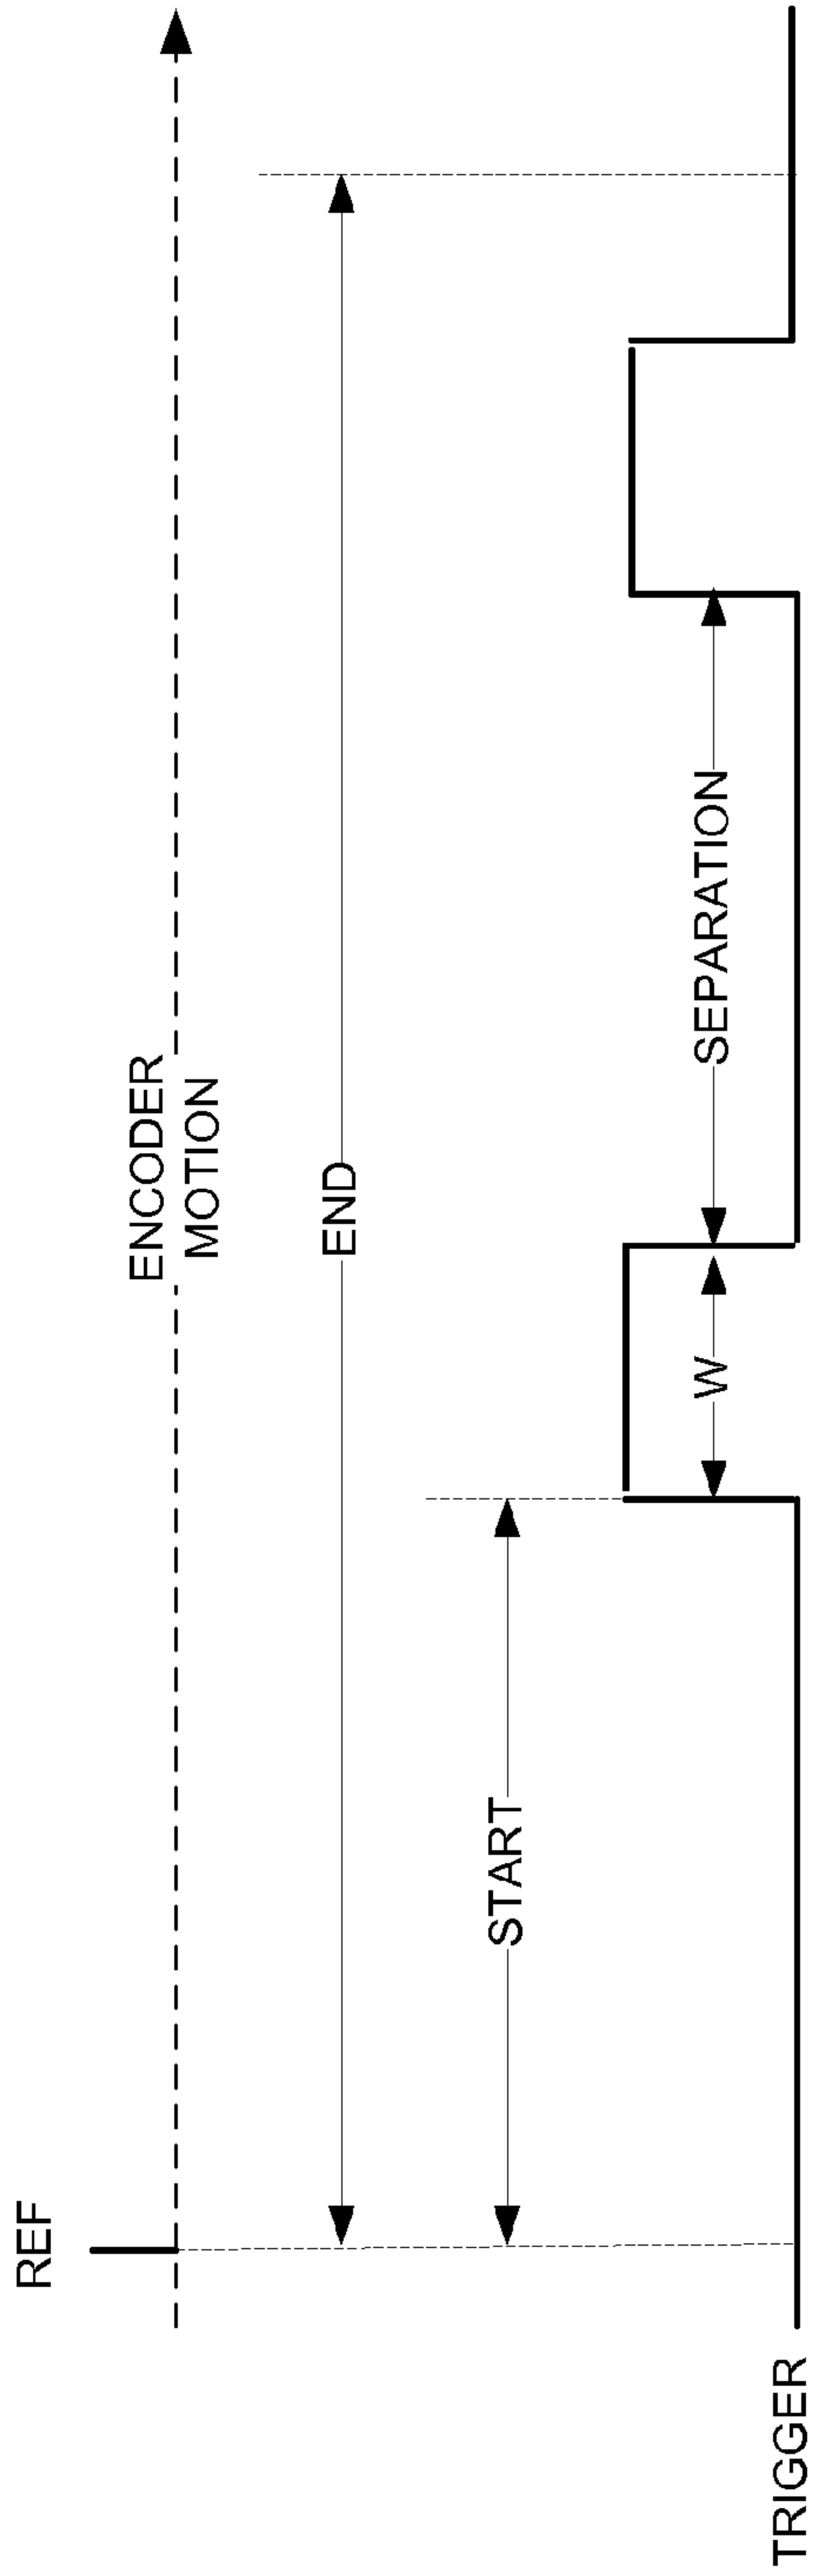 REF
ENCODER
MOTION
END
START
W
SEPARATION
TRIGGER